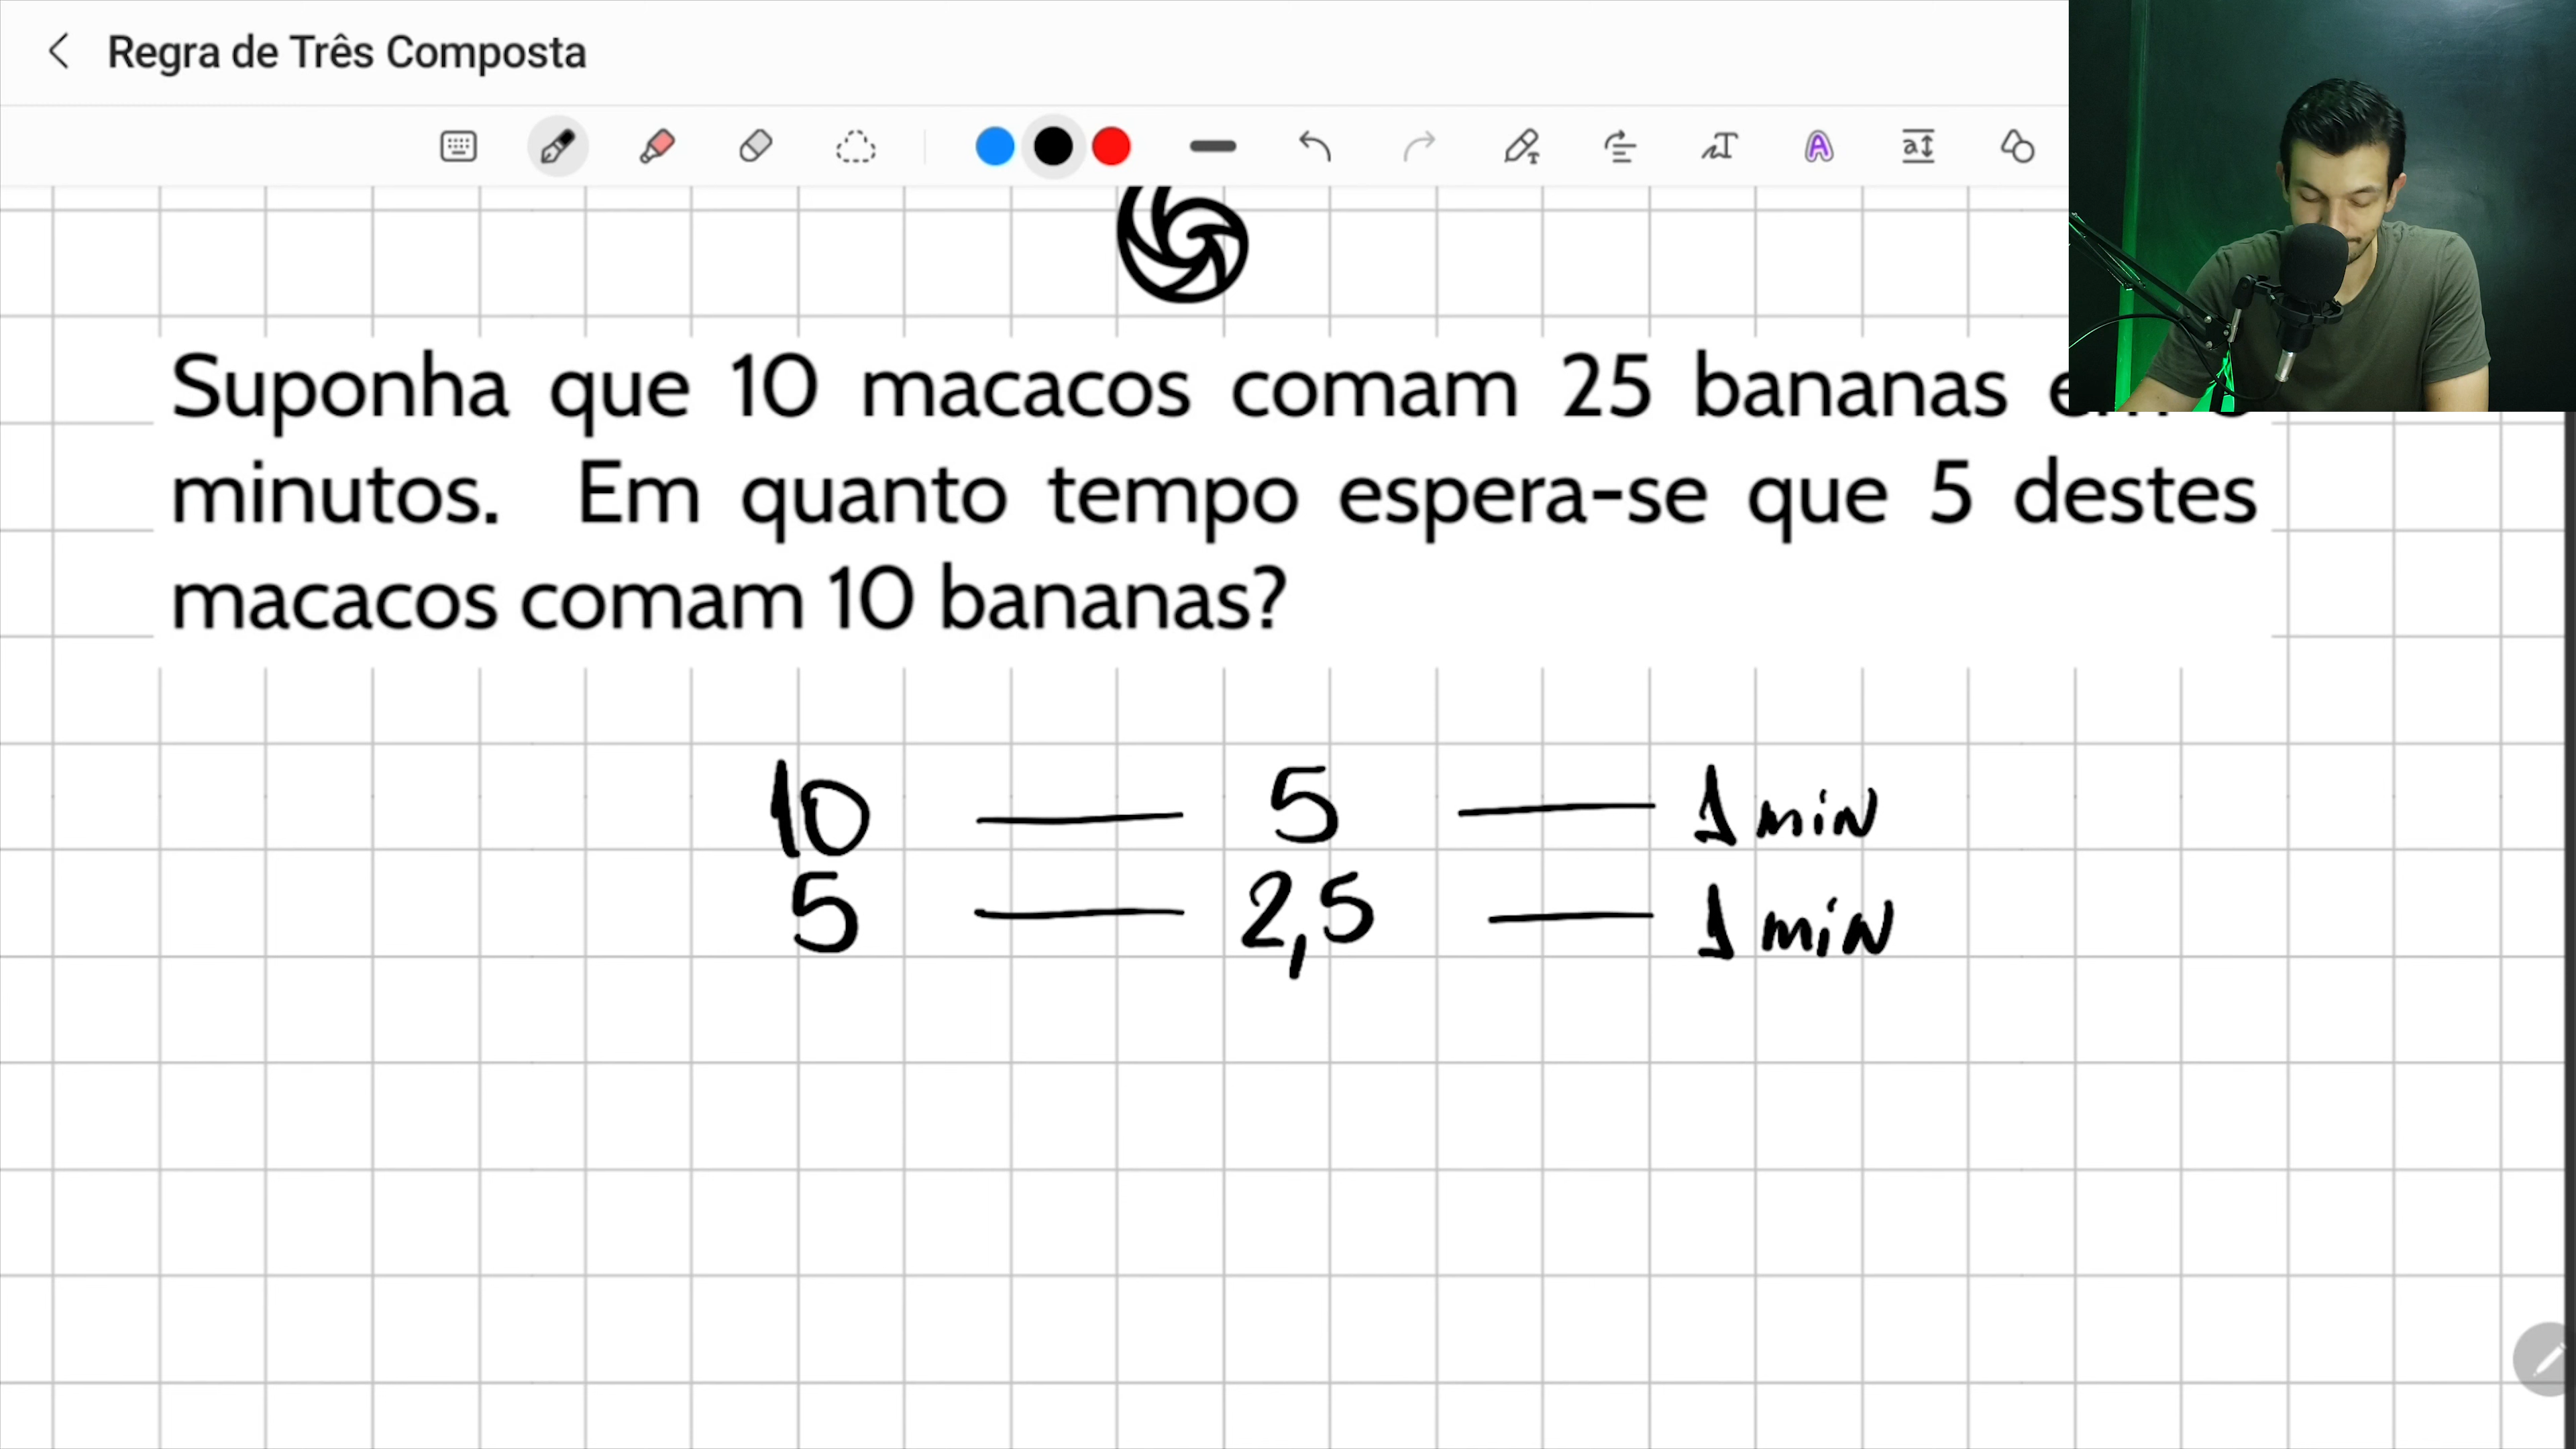 Regra de Três Composta
Suponha que 10 macacos comam 25 bananas
minutos. Em quanto tempo espera-se que 5 destes
macacos comam 10 bananas?
10 — 5 — 1 min
5 — 2,5 — 1 min